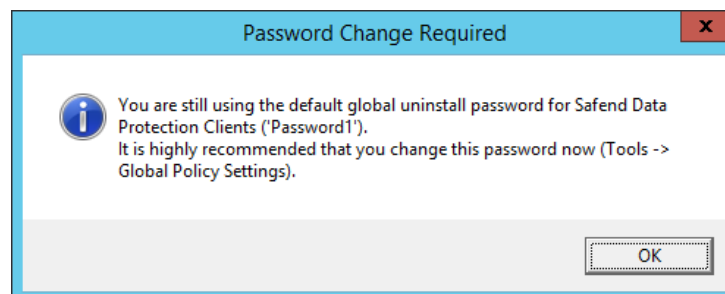 Password Change Required
x
You are still using the default global uninstall password for Safend Data
Protection Clients ('Password1').
It is highly recommended that you change this password now (Tools ->
Global Policy Settings).
OK